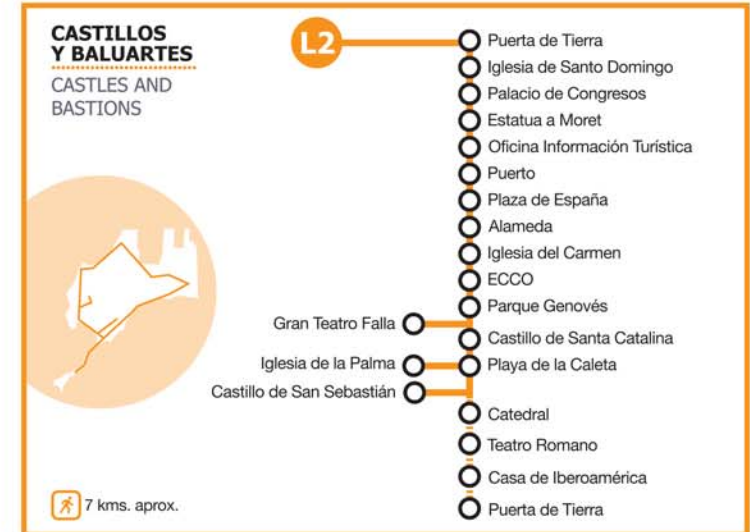 CASTILLOS
Y BALUARTES
CASTLES AND
BASTIONS
L2
Puerta de Tierra
Iglesia de Santo Domingo
Palacio de Congresos
Estatua a Moret
Oficina Información Turística
Puerto
Plaza de España
Alameda
Iglesia del Carmen
ECCO
Parque Genovés
Gran Teatro Falla
Castillo de Santa Catalina
Iglesia de la Palma
Playa de la Caleta
Castillo de San Sebastián
Catedral
Teatro Romano
Casa de Iberoamérica
Puerta de Tierra
7 kms. aprox.